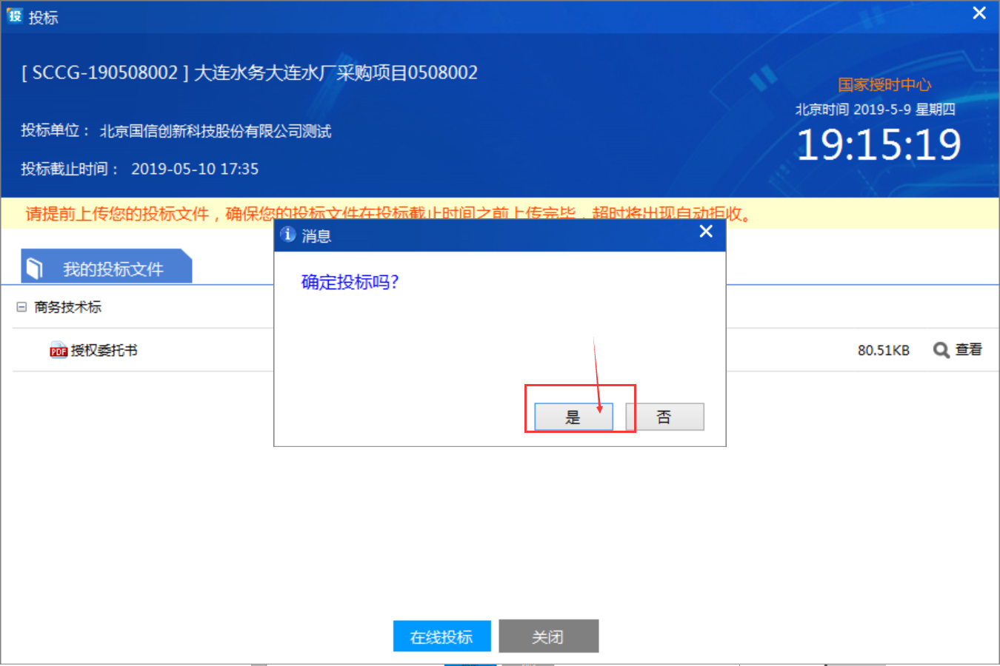 投 投标
[ SCCG-190508002 ] 大连水务大连水厂采购项目0508002
国家授时中心
北京时间 2019-5-9 星期四
19:15:19
投标单位： 北京国信创新科技股份有限公司测试
投标截止时间： 2019-05-10 17:35
请提前上传您的投标文件，确保您的投标文件在投标截止时间之前上传完毕，超时将出现自动拒收。
消息
确定投标吗?
是 否
我的投标文件
商务技术标
PDF 授权委托书 80.51KB 查看
在线投标 关闭